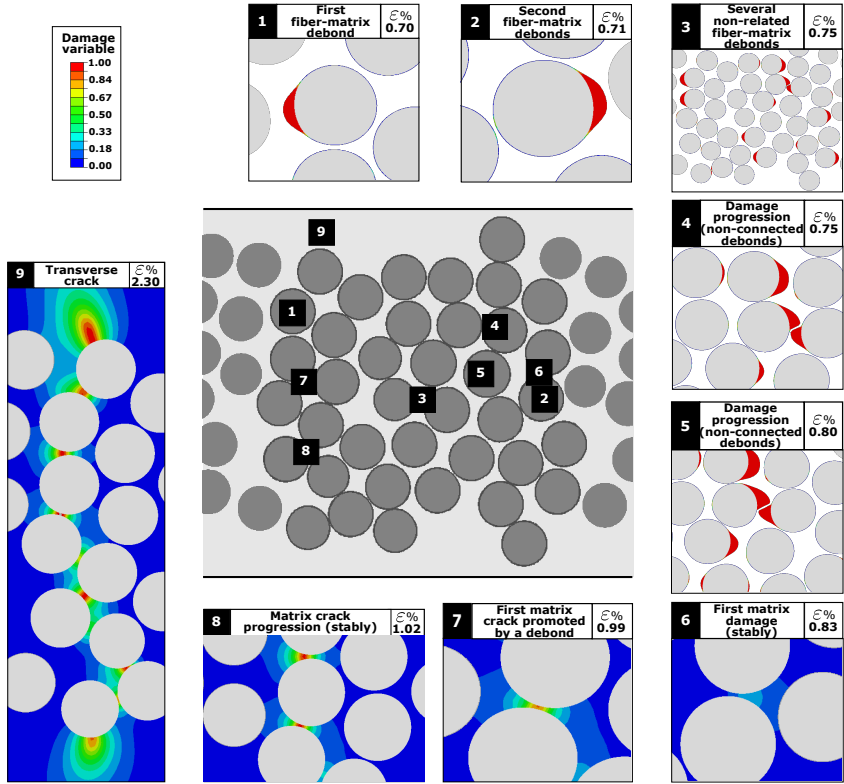 1
First
fiber-matrix
debond
ε%
0.70
2
Second
fiber-matrix
debonds
ε%
0.71
3
Several
non-related
fiber-matrix
debonds
ε%
0.75
Damage
variable
1.00
0.84
0.67
0.50
0.33
0.18
0.00
4
Damage
progression
(non-connected
debonds)
ε%
0.75
9
1
4
5
6
7
3
2
8
9
Transverse
crack
ε%
2.30
5
Damage
progression
(non-connected
debonds)
ε%
0.80
8
Matrix crack
progression (stably)
ε%
1.02
7
First matrix
crack promoted
by a debond
ε%
0.99
6
First matrix
damage
(stably)
ε%
0.83